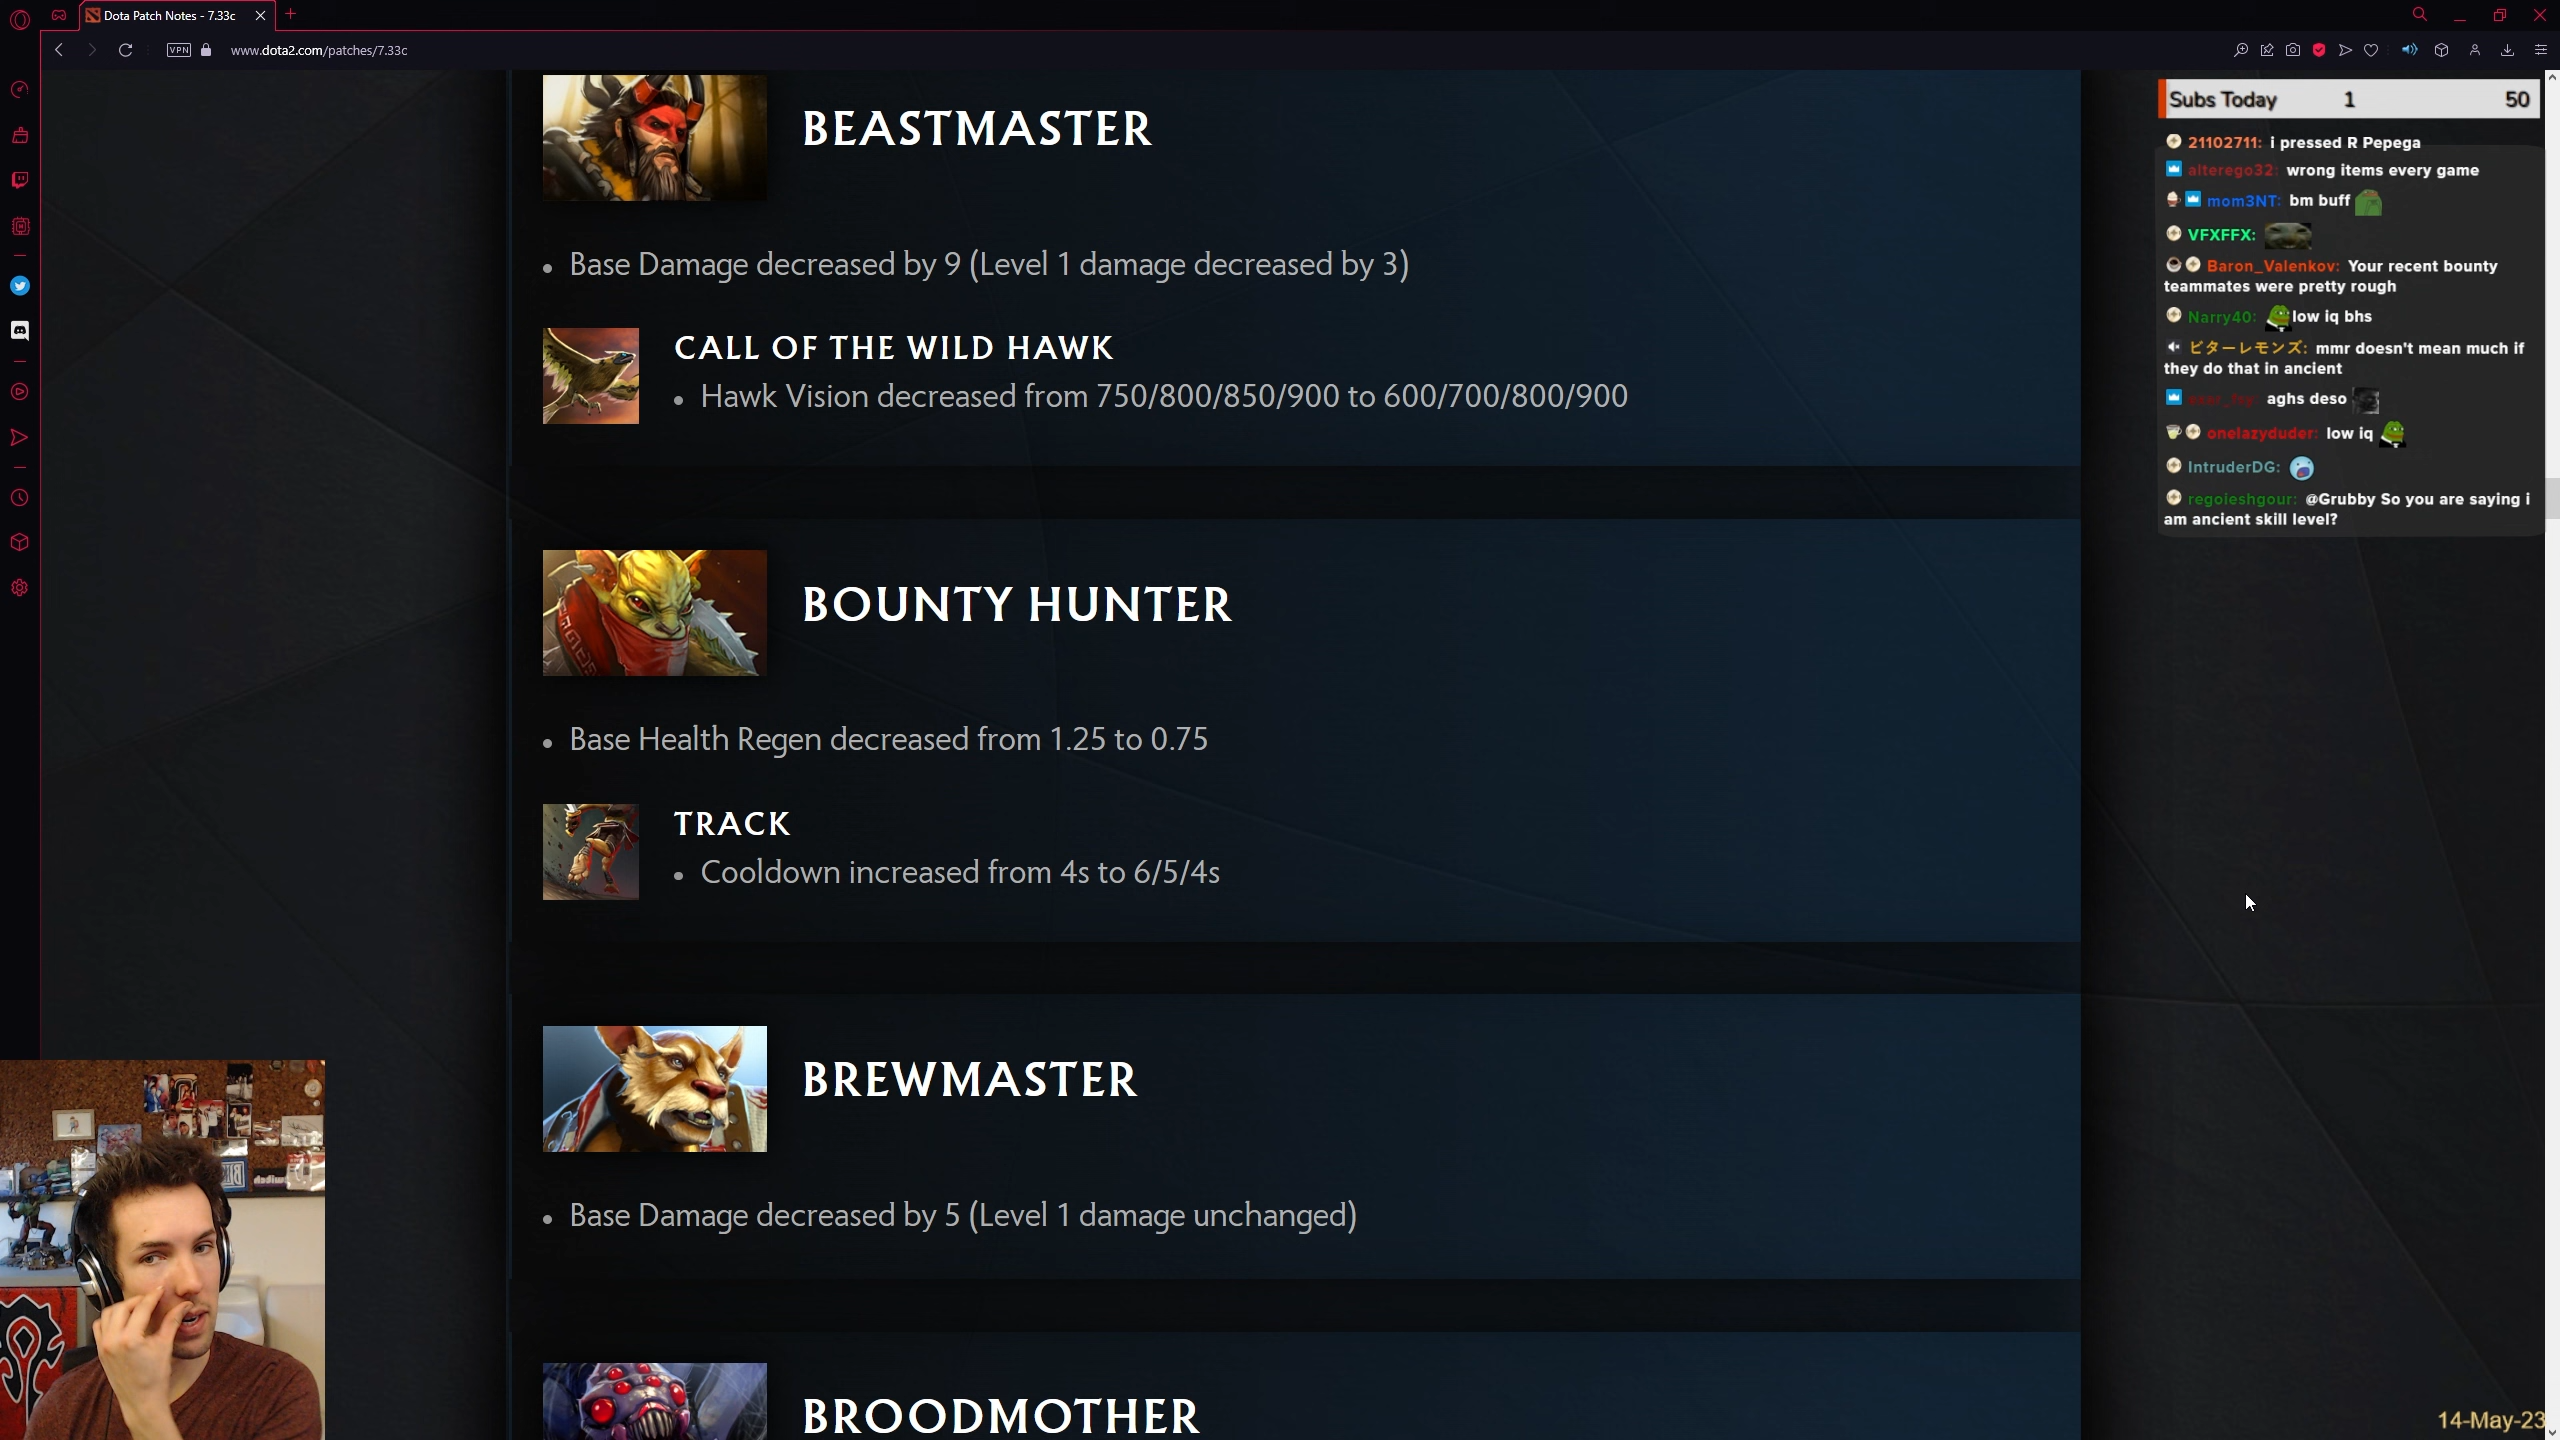 Dota Patch Notes - 7.33c
VPN
www.dota2.com/patches/7.33c
BEASTMASTER
Base Damage decreased by 9 (Level 1 damage decreased by 3)
CALL OF THE WILD HAWK
Hawk Vision decreased from 750/800/850/900 to 600/700/800/900
BOUNTY HUNTER
Base Health Regen decreased from 1.25 to 0.75
TRACK
Cooldown increased from 4s to 6/5/4s
BREWMASTER
Base Damage decreased by 5 (Level 1 damage unchanged)
BROODMOTHER
Subs Today 1 50
21102711: i pressed R Pepega
alterego32: wrong items every game
mom3NT: bm buff
VFXFFX:
Baron_Valenkov: Your recent bounty
teammates were pretty rough
Narry40: low iq bhs
ビターレモンズ: mmr doesn't mean much if
they do that in ancient
aghs deso
onelazyduder: low iq
IntruderDG:
regoieshgour: @Grubby So you are saying i
am ancient skill level?
14-May-23